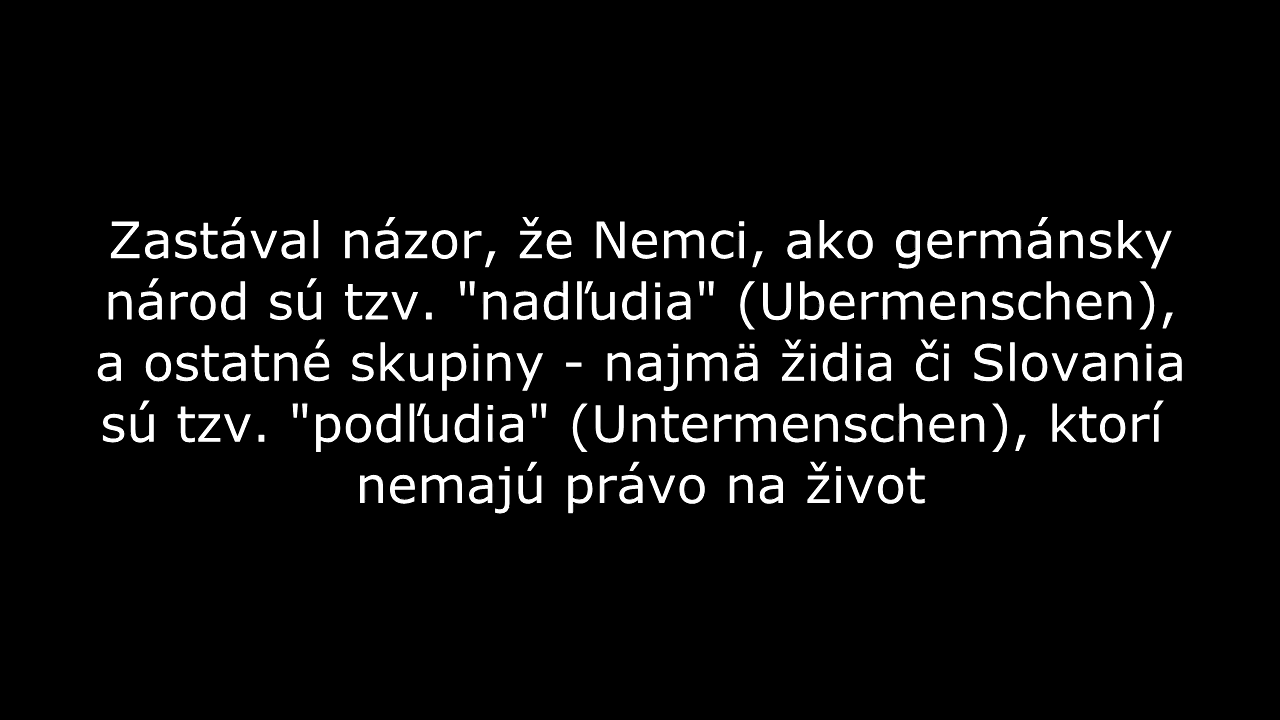 Zastával názor, že Nemci, ako germánsky
národ sú tzv. "nadľudia" (Ubermenschen),
a ostatné skupiny - najmä židia či Slovania
sú tzv. "podľudia" (Untermenschen), ktorí
nemajú právo na život